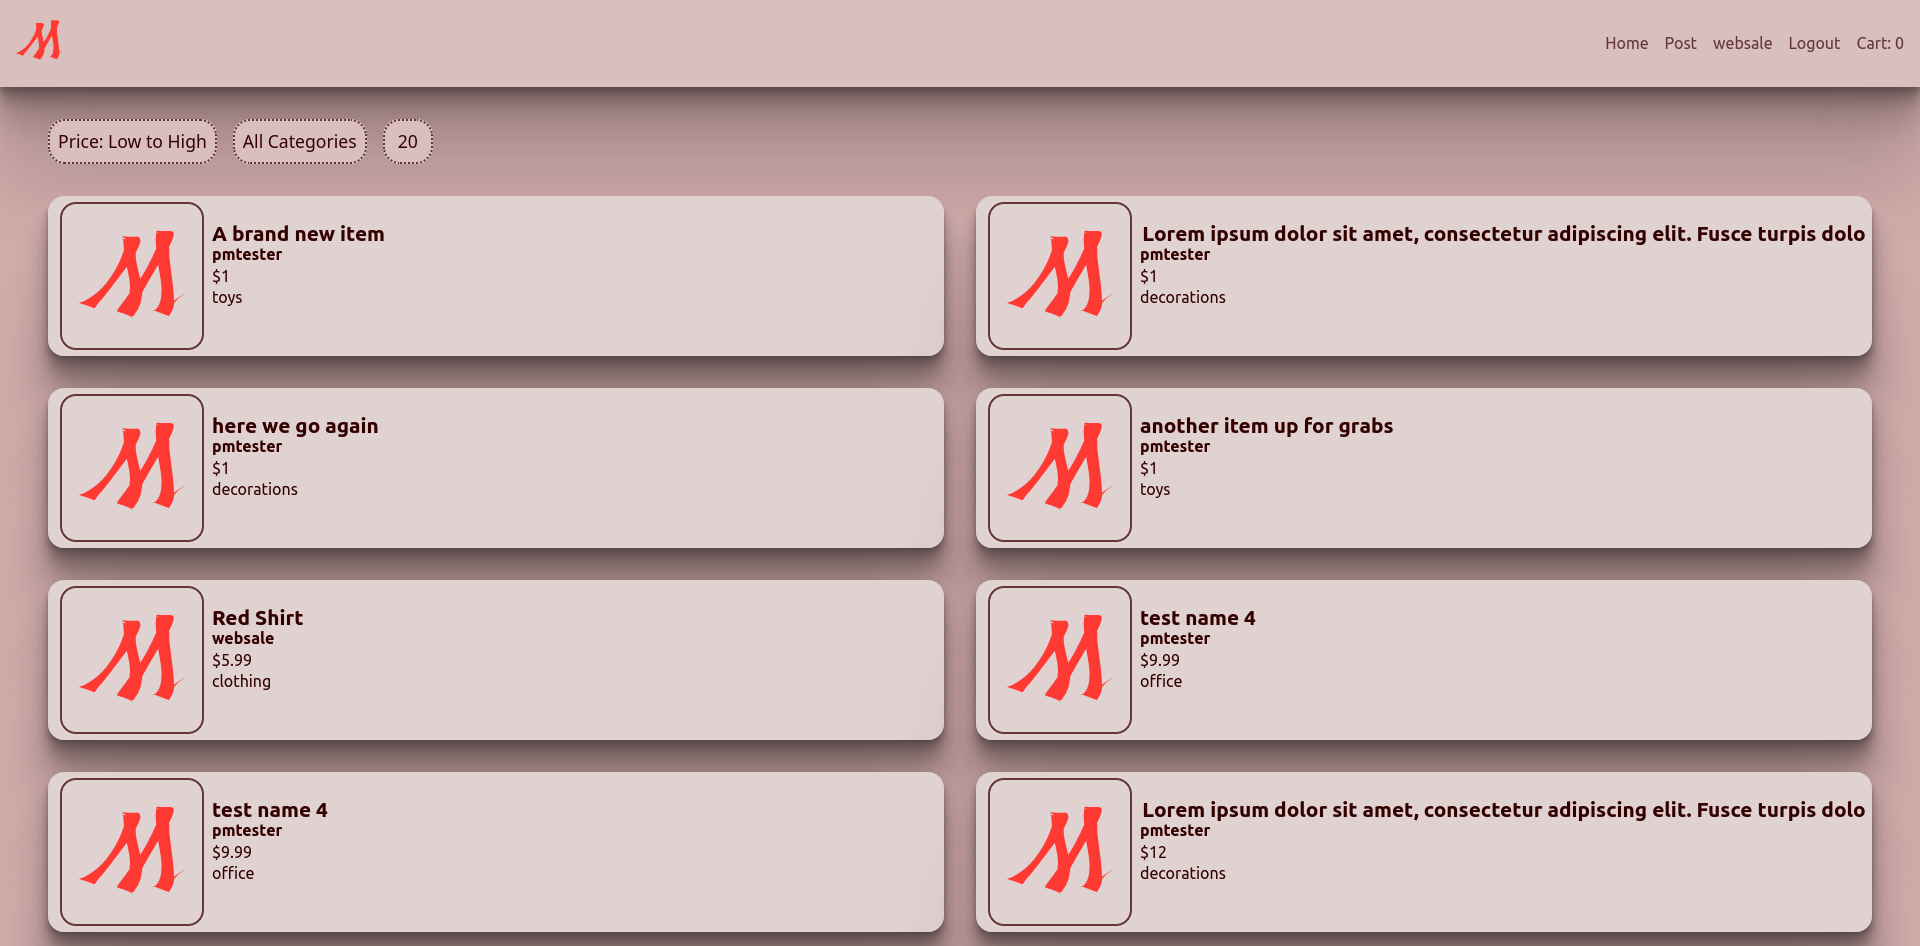 M
Home Post websale Logout Cart: 0
Price: Low to High All Categories 20
M
A brand new item
pmtester
$1
toys
M
Lorem ipsum dolor sit amet, consectetur adipiscing elit. Fusce turpis dolo
pmtester
$1
decorations
M
here we go again
pmtester
$1
decorations
M
another item up for grabs
pmtester
$1
toys
M
Red Shirt
websale
$5.99
clothing
M
test name 4
pmtester
$9.99
office
M
test name 4
pmtester
$9.99
office
M
Lorem ipsum dolor sit amet, consectetur adipiscing elit. Fusce turpis dolo
pmtester
$12
decorations